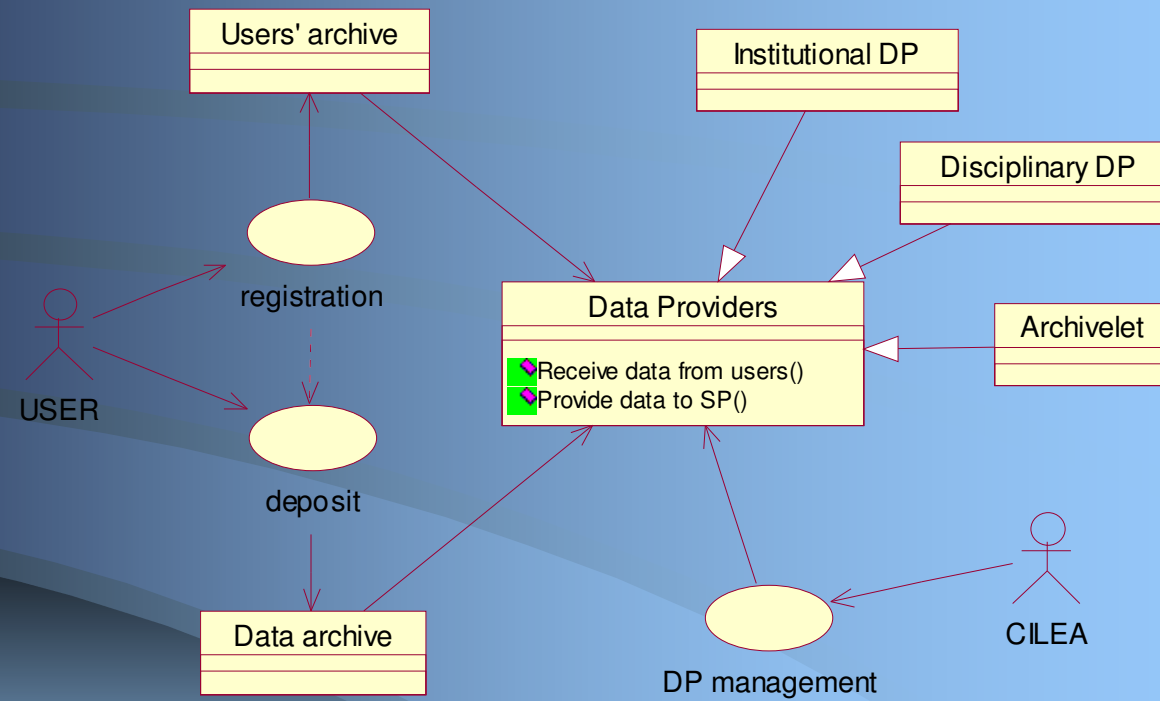 Users' archive
Institutional DP
Disciplinary DP
registration
Data Providers
Receive data from users()
Provide data to SP()
Archivelet
USER
deposit
Data archive
DP management
CILEA